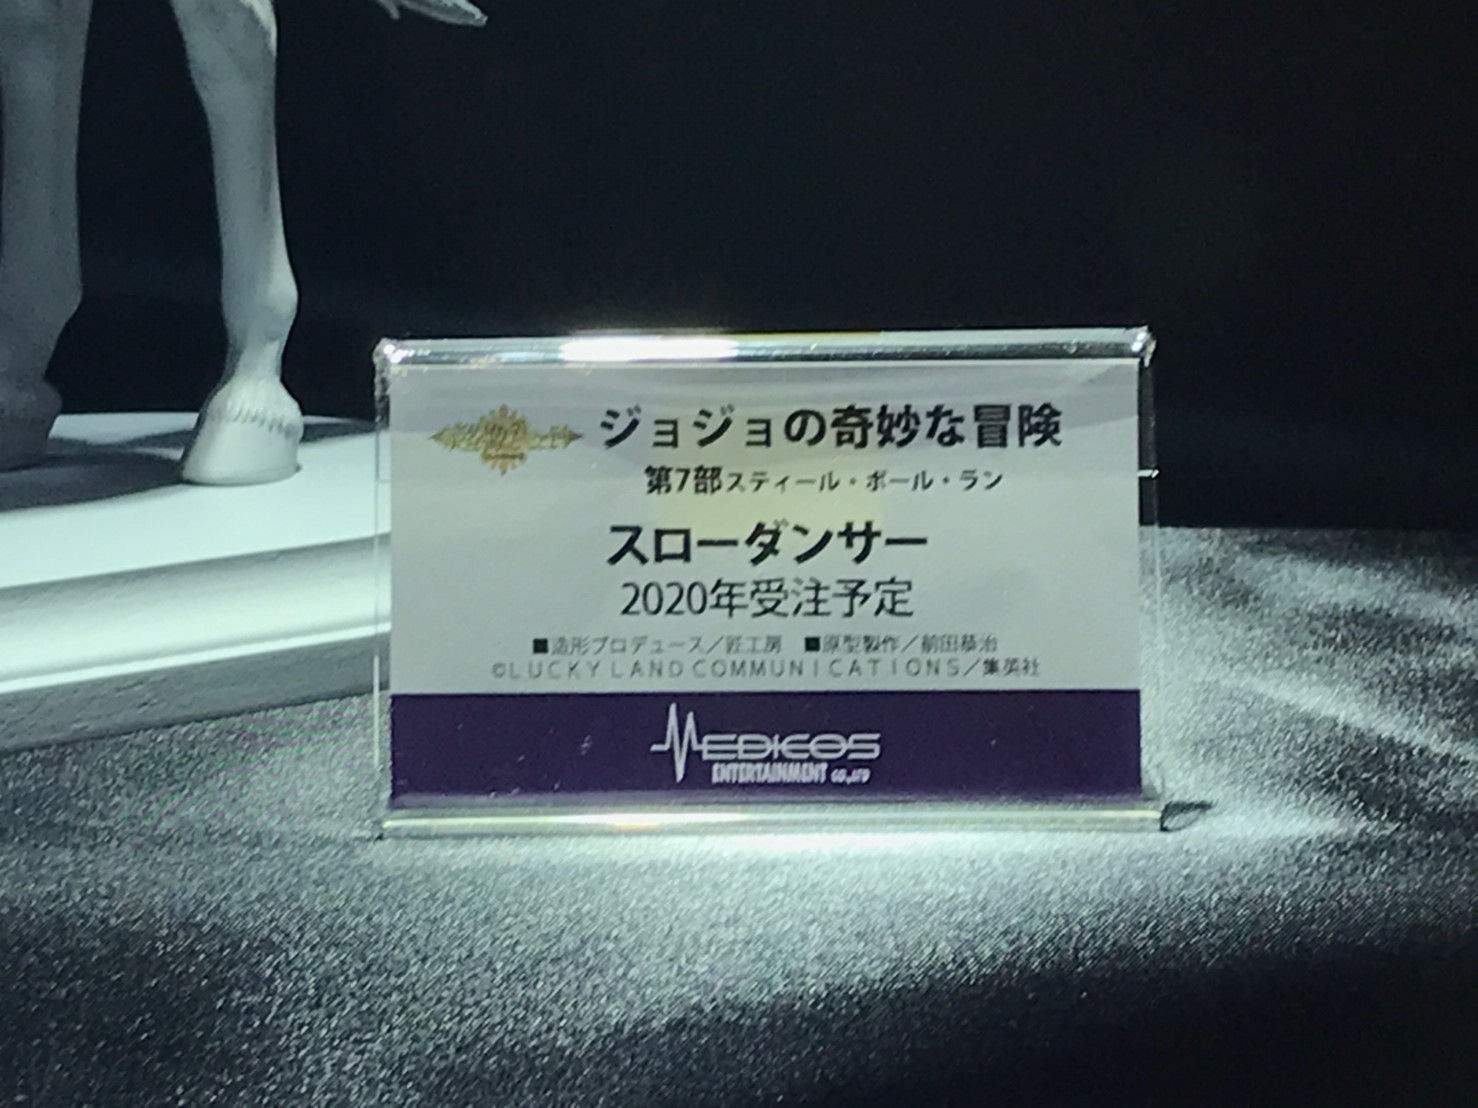 ジョジョの奇妙な冒険
第7部スティール・ボール・ラン
スローダンサー
2020年受注予定
■造形プロデュース／匠工房　■原型製作／前田恭治
©LUCKY LAND COMMUNICATIONS／集英社
MEDICOS
ENTERTAINMENT CO.,LTD